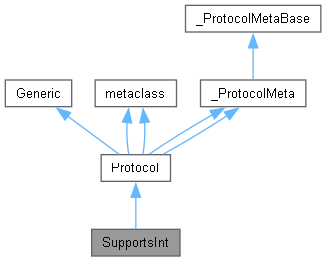 _ProtocolMetaBase
Generic
metaclass
_ProtocolMeta
Protocol
SupportsInt